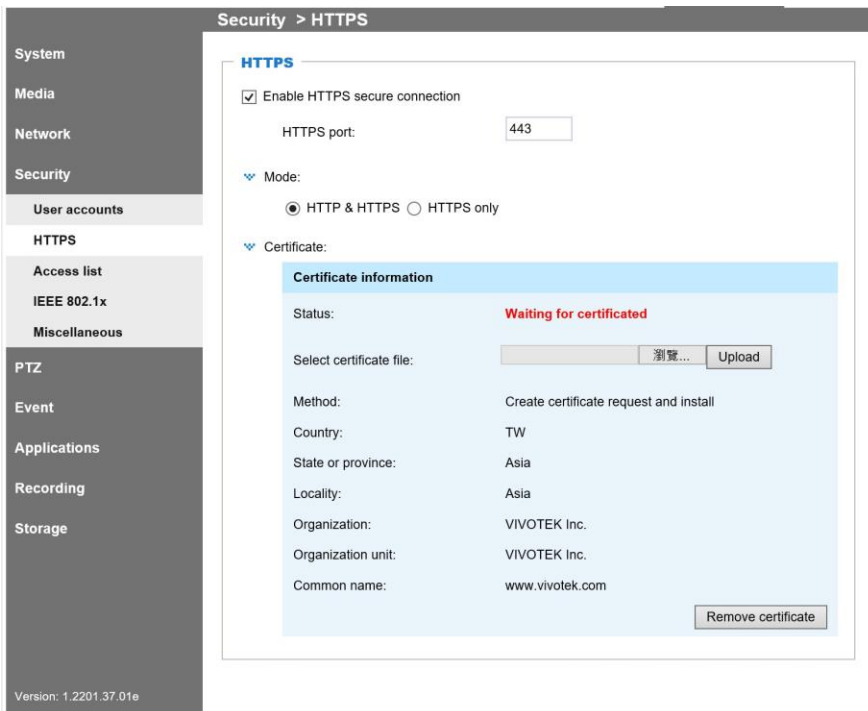 Security > HTTPS
System
Media
Network
Security
User accounts
HTTPS
Access list
IEEE 802.1x
Miscellaneous
PTZ
Event
Applications
Recording
Storage
Version: 1.2201.37.01e
HTTPS
Enable HTTPS secure connection
HTTPS port: 443
Mode:
HTTP & HTTPS HTTPS only
Certificate:
Certificate information
Status: Waiting for certificated
Select certificate file: 瀏覽... Upload
Method: Create certificate request and install
Country: TW
State or province: Asia
Locality: Asia
Organization: VIVOTEK Inc.
Organization unit: VIVOTEK Inc.
Common name: www.vivotek.com
Remove certificate